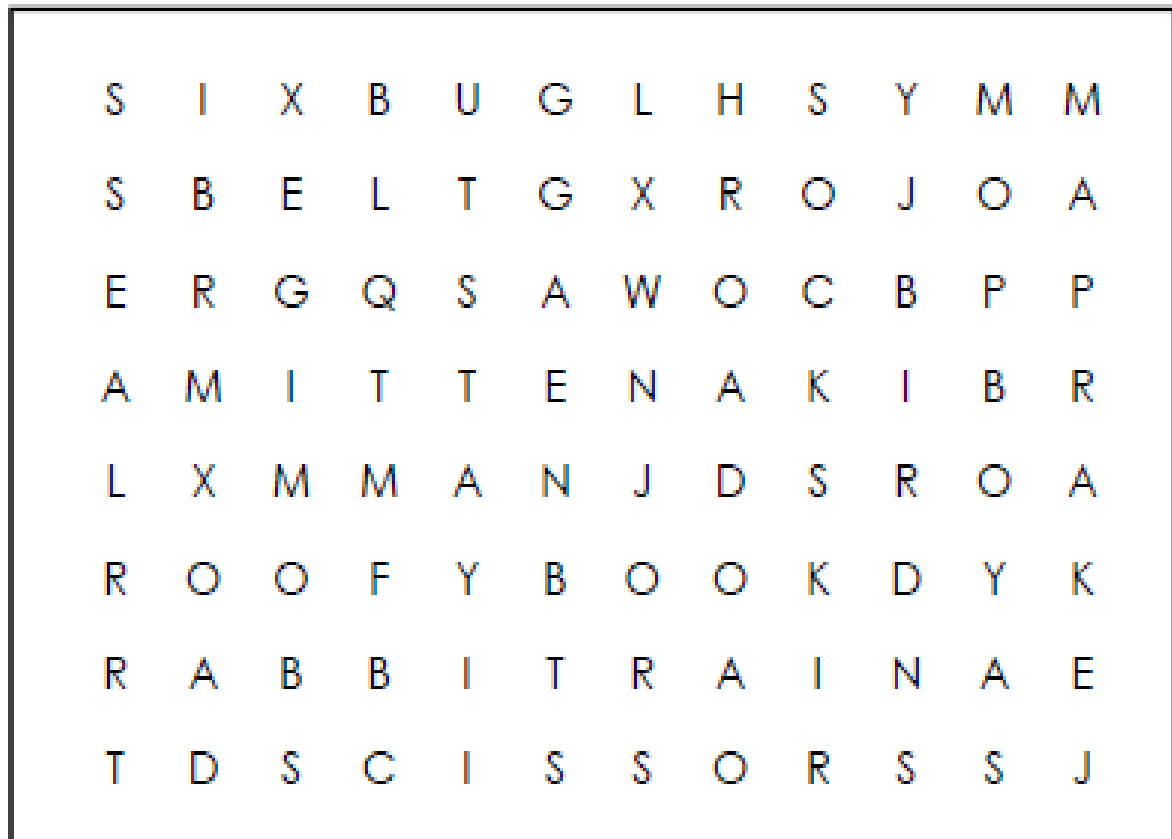 S I X B U G L H S Y M M
S B E L T G X R O J O A
E R G Q S A W O C B P P
A M I T T E N A K I B R
L X M M A N J D S R O A
R O O F Y B O O K D Y K
R A B B I T R A I N A E
T D S C I S S O R S S J